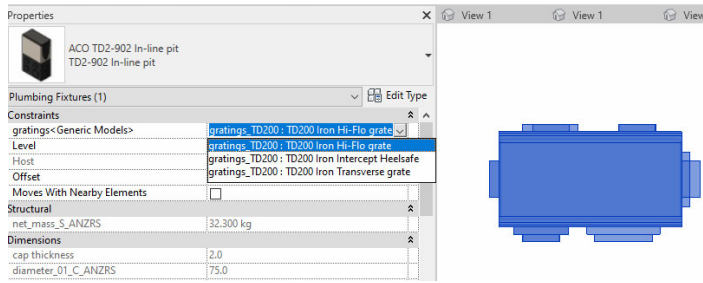 Properties
ACO TD2-902 In-line pit
TD2-902 In-line pit
Plumbing Fixtures (1)
Edit Type
Constraints
gratings<Generic Models>
gratings_TD200 : TD200 Iron Hi-Flo grate
Level
gratings_TD200 : TD200 Iron Hi-Flo grate
Host
gratings_TD200 : TD200 Iron Intercept Heelsafe
Offset
gratings_TD200 : TD200 Iron Transverse grate
Moves With Nearby Elements
Structural
net_mass_S_ANZRS 32.300 kg
Dimensions
cap thickness 2.0
diameter_01_C_ANZRS 75.0
View 1
View 1
View